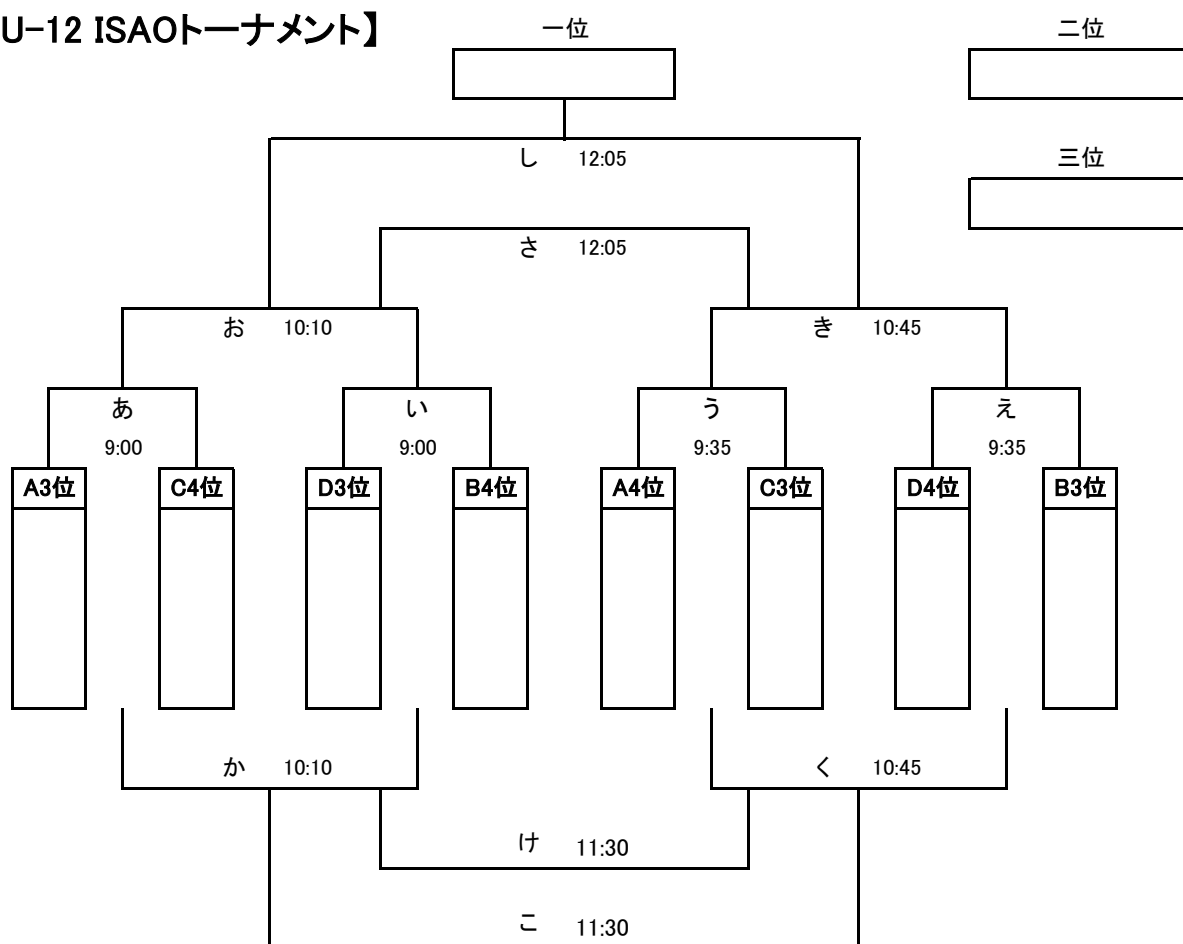 U-12 ISAOトーナメント】
一位
二位
し 12:05
三位
さ 12:05
お 10:10
き 10:45
あ
い
う
え
9:00
9:00
9:35
9:35
A3位
C4位
D3位
B4位
A4位
C3位
D4位
B3位
か 10:10
く 10:45
け 11:30
こ 11:30